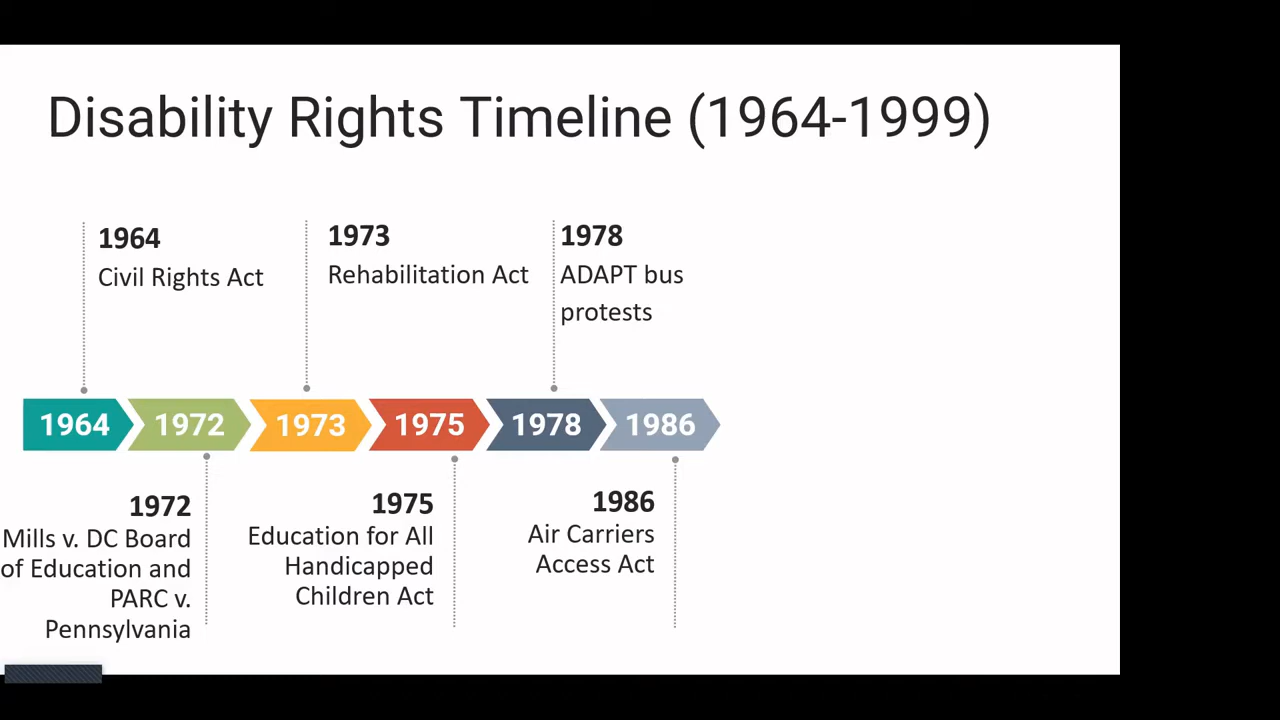 Disability Rights Timeline (1964-1999)
1964
Civil Rights Act
1973
Rehabilitation Act
1978
ADAPT bus
protests
1964 1972 1973 1975 1978 1986
1972
Mills v. DC Board
of Education and
PARC v.
Pennsylvania
1975
Education for All
Handicapped
Children Act
1986
Air Carriers
Access Act